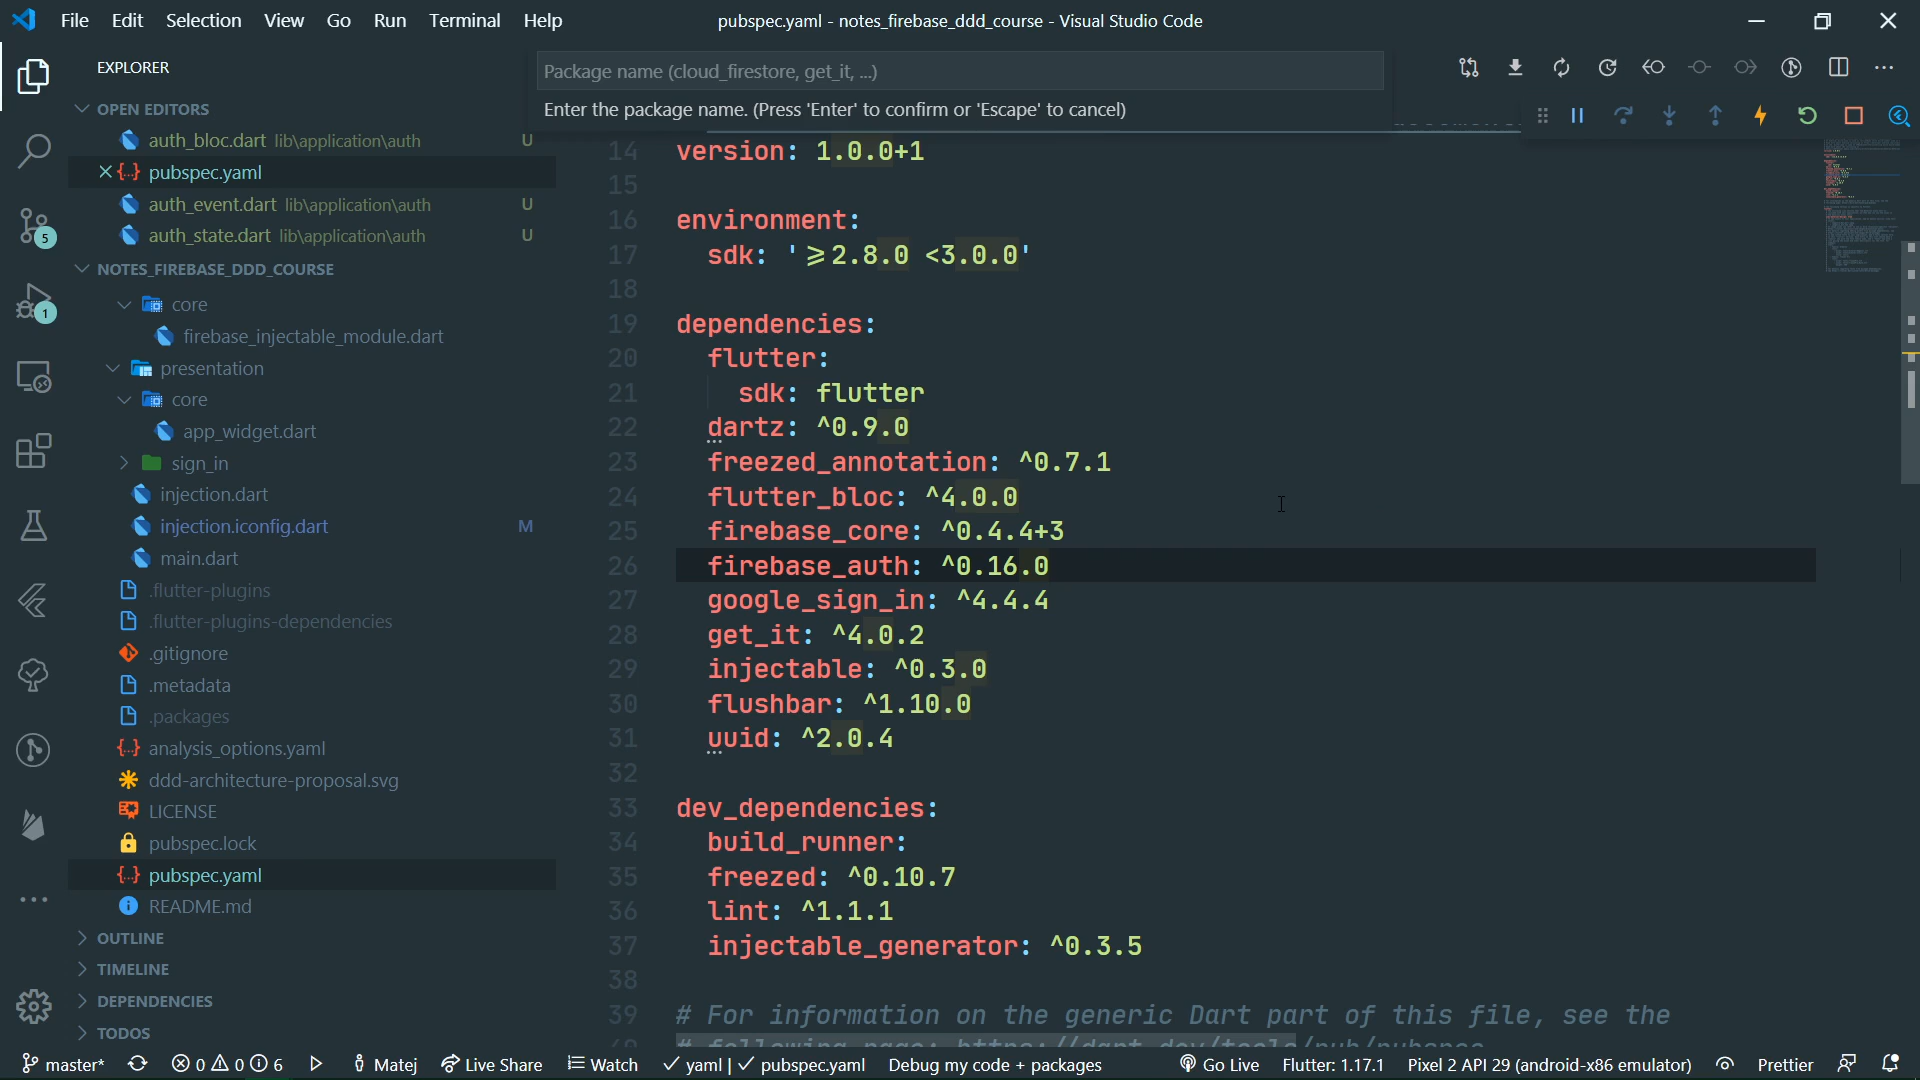 File Edit Selection View Go Run Terminal Help
pubspec.yaml - notes_firebase_ddd_course - Visual Studio Code
EXPLORER
Package name (cloud_firestore, get_it, ...)
Enter the package name. (Press 'Enter' to confirm or 'Escape' to cancel)
OPEN EDITORS
auth_bloc.dart lib\application\auth U
pubspec.yaml
auth_event.dart lib\application\auth U
auth_state.dart lib\application\auth U
NOTES_FIREBASE_DDD_COURSE
core
firebase_injectable_module.dart
presentation
core
app_widget.dart
sign_in
injection.dart
injection.iconfig.dart M
main.dart
.flutter-plugins
.flutter-plugins-dependencies
.gitignore
.metadata
.packages
analysis_options.yaml
ddd-architecture-proposal.svg
LICENSE
pubspec.lock
pubspec.yaml
README.md
OUTLINE
TIMELINE
DEPENDENCIES
TODOS
5
1
14 version: 1.0.0+1
15
16 environment:
17 sdk: '>=2.8.0 <3.0.0'
18
19 dependencies:
20 flutter:
21 sdk: flutter
22 dartz: ^0.9.0
23 freezed_annotation: ^0.7.1
24 flutter_bloc: ^4.0.0
25 firebase_core: ^0.4.4+3
26 firebase_auth: ^0.16.0
27 google_sign_in: ^4.4.4
28 get_it: ^4.0.2
29 injectable: ^0.3.0
30 flushbar: ^1.10.0
31 uuid: ^2.0.4
32
33 dev_dependencies:
34 build_runner:
35 freezed: ^0.10.7
36 lint: ^1.1.1
37 injectable_generator: ^0.3.5
38
39 # For information on the generic Dart part of this file, see the
40 # following page: https://dart.dev/tools/pub/pubspec
master* 0 0 6 Matej Live Share Watch yaml | pubspec.yaml Debug my code + packages Go Live Flutter: 1.17.1 Pixel 2 API 29 (android-x86 emulator) Prettier